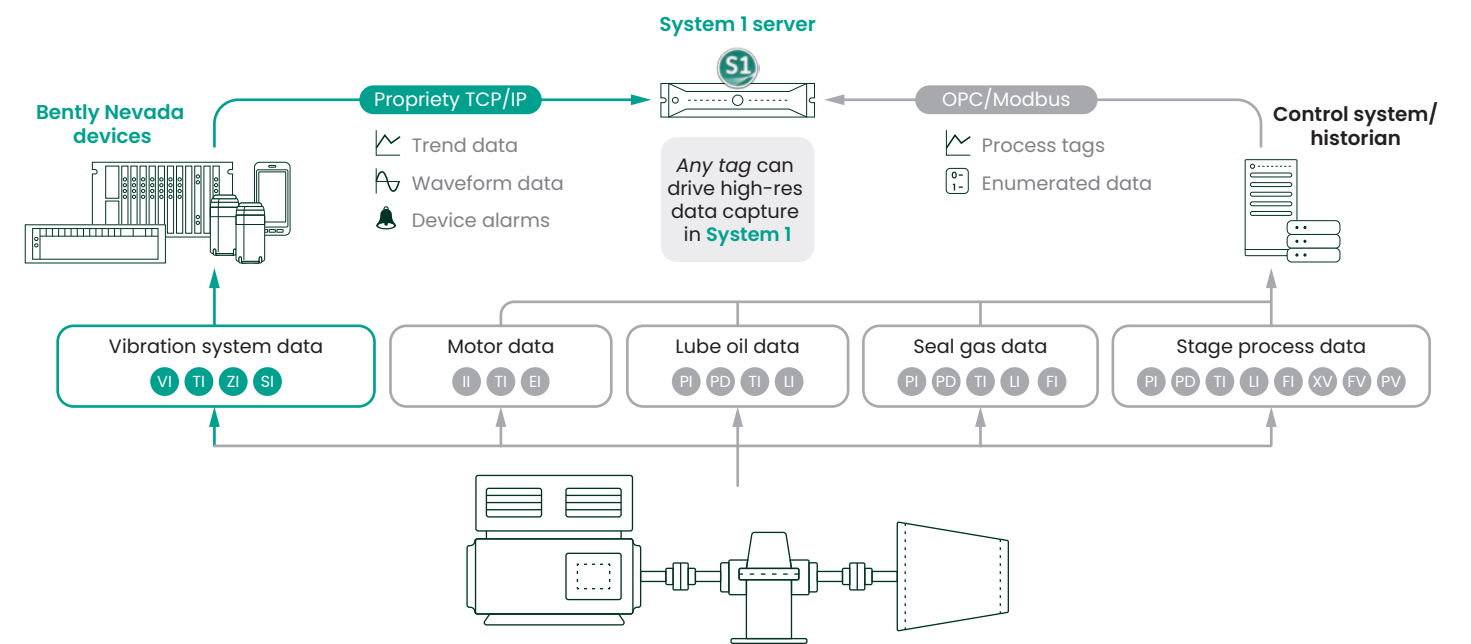 System 1 server
S1
Propriety TCP/IP
OPC/Modbus
Bently Nevada
devices
Control system/
historian
Trend data
Waveform data
Device alarms
Any tag can
drive high-res
data capture
in System 1
Process tags
0-
1-
Enumerated data
Vibration system data
VI TI ZI SI
Motor data
II TI EI
Lube oil data
PI PD TI LI
Seal gas data
PI PD TI LI FI
Stage process data
PI PD TI LI FI XV FV PV